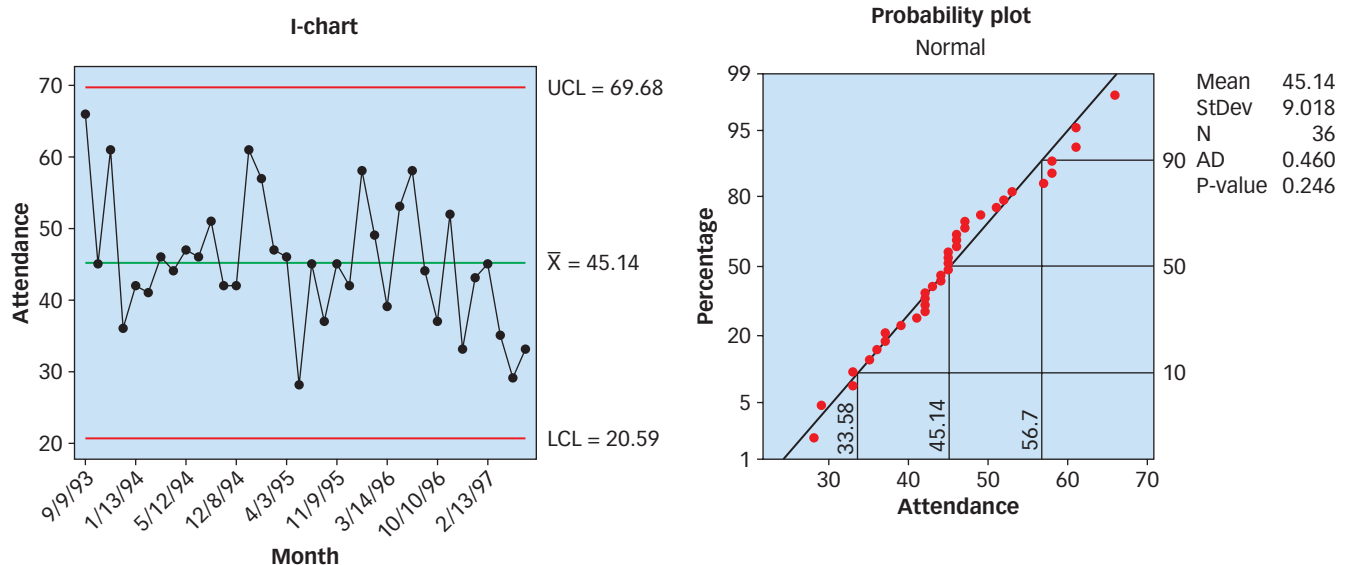 I-chart
Attendance
70
60
50
40
30
20
UCL = 69.68
X̅ = 45.14
LCL = 20.59
9/9/93
1/13/94
5/12/94
12/8/94
4/3/95
11/9/95
3/14/96
10/10/96
2/13/97
Month
Probability plot
Normal
Percentage
99
95
80
50
20
5
1
90
50
10
33.58
45.14
56.7
30
40
50
60
70
Attendance
Mean 45.14
StDev 9.018
N 36
AD 0.460
P-value 0.246